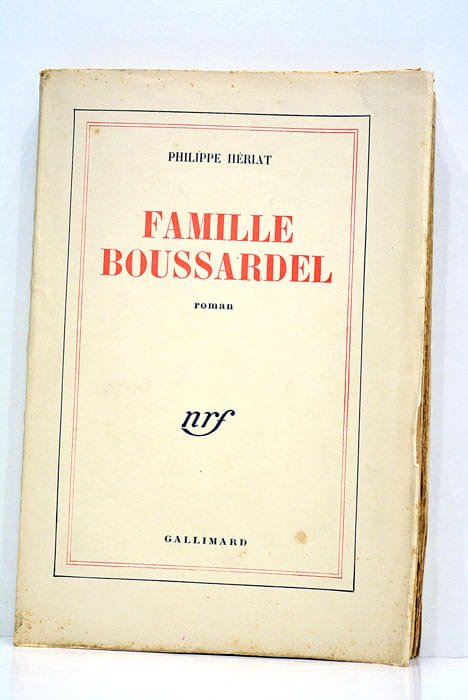 PHILIPPE HÉRIAT
FAMILLE
BOUSSARDEL
roman
nrf
GALLIMARD